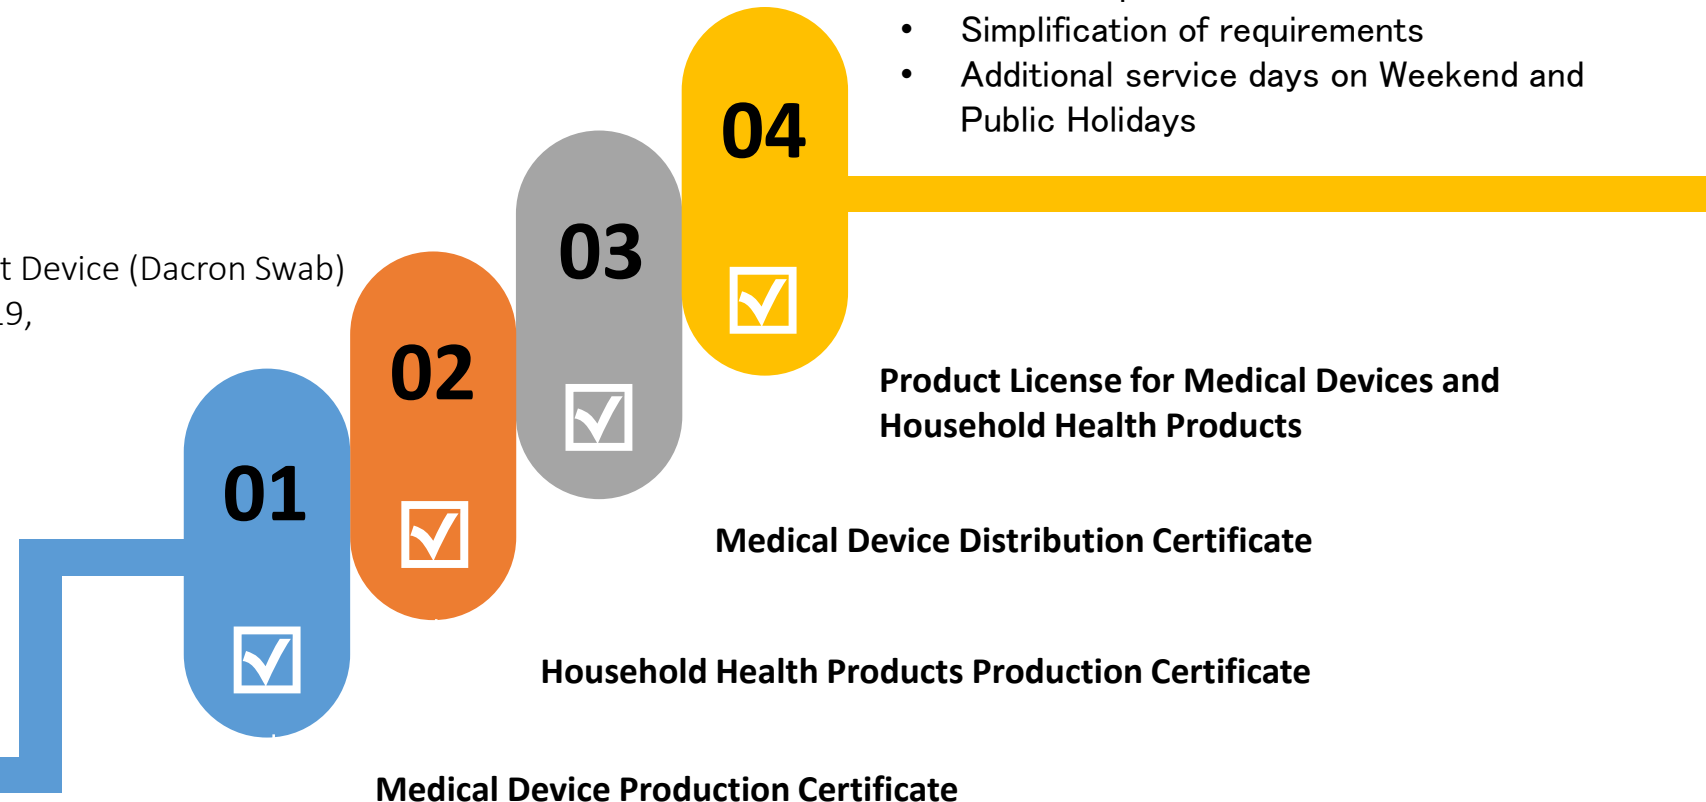 • Simplification of requirements
• Additional service days on Weekend and
Public Holidays
04
03
t Device (Dacron Swab)
19,
02
Product License for Medical Devices and
Household Health Products
01
Medical Device Distribution Certificate
Household Health Products Production Certificate
Medical Device Production Certificate